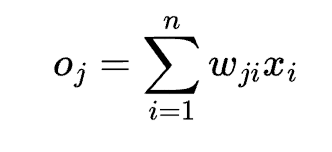 $o_j = \sum_{i=1}^{n} w_{ji} x_i$